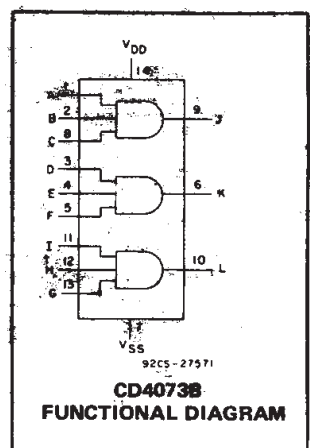 VDD
14
B 2 9 J
C 8
D 3
E 4 6 K
F 5
I 11
H 12 10 L
G 13
7
VSS
92CS-27571
CD4073B
FUNCTIONAL DIAGRAM